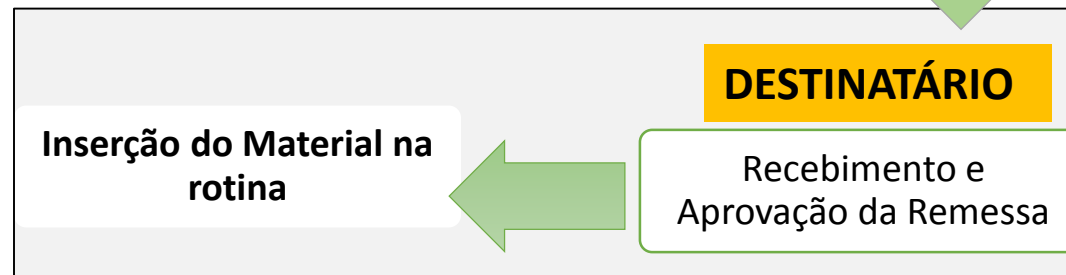 DESTINATÁRIO
Recebimento e
Aprovação da Remessa
Inserção do Material na
rotina